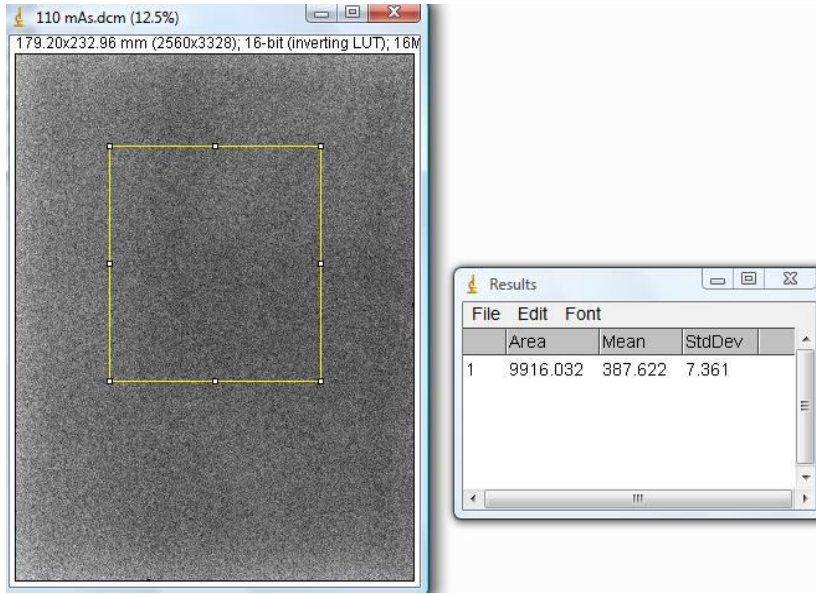 110 mAs.dcm (12.5%)
179.20x232.96 mm (2560x3328); 16-bit (inverting LUT); 16M
Results
File Edit Font
Area Mean StdDev
1 9916.032 387.622 7.361